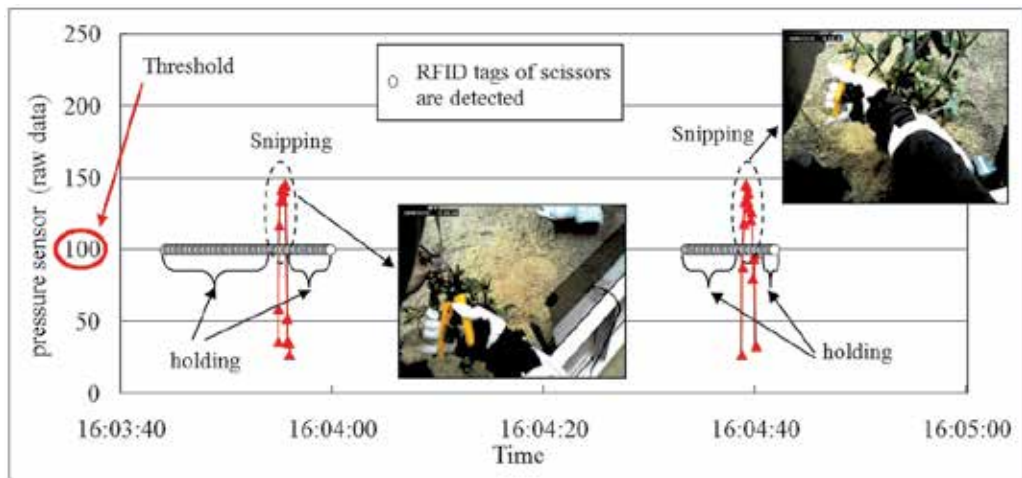 250
200
150
100
50
0
pressure sensor (raw data)
Threshold
RFID tags of scissors
are detected
Snipping
Snipping
holding
holding
16:03:40
16:04:00
16:04:20
16:04:40
16:05:00
Time